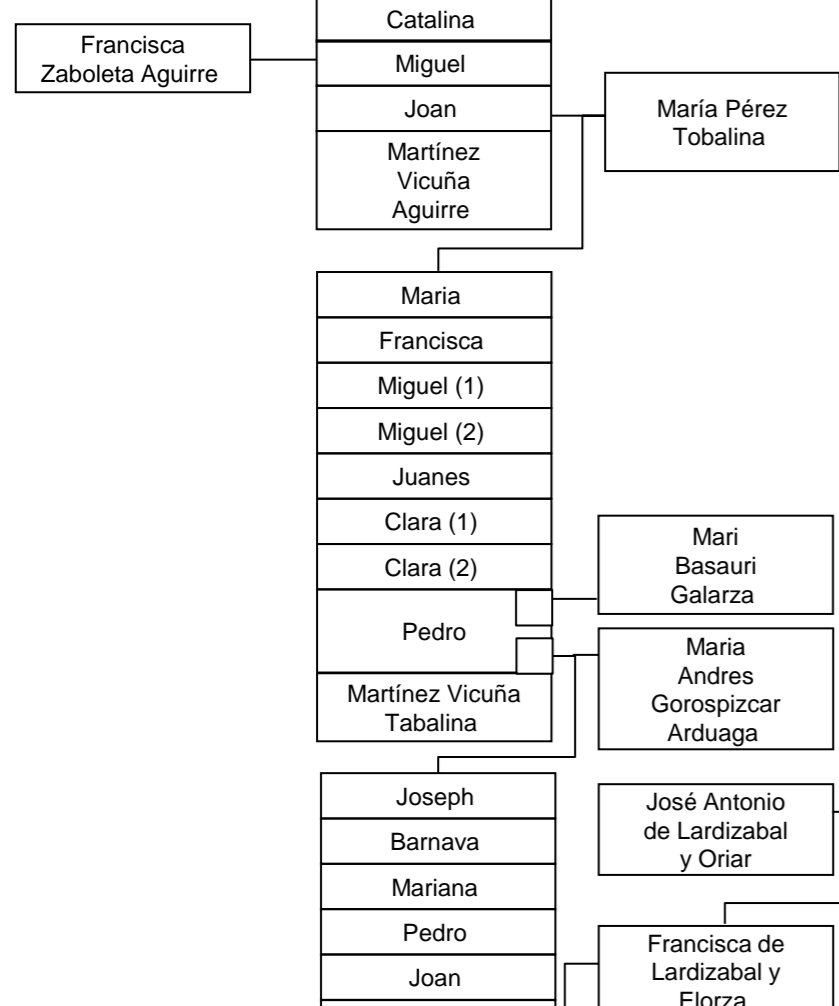 Catalina
Francisca
Zaboleta Aguirre
Miguel
Joan
María Pérez
Tobalina
Martínez
Vicuña
Aguirre
Maria
Francisca
Miguel (1)
Miguel (2)
Juanes
Clara (1)
Clara (2)
Mari
Basauri
Galarza
Pedro
Maria
Andres
Gorospizcar
Arduaga
Martínez Vicuña
Tabalina
Joseph
Barnava
Mariana
José Antonio
de Lardizabal
y Oriar
Pedro
Joan
Francisca de
Lardizabal y
Elorza